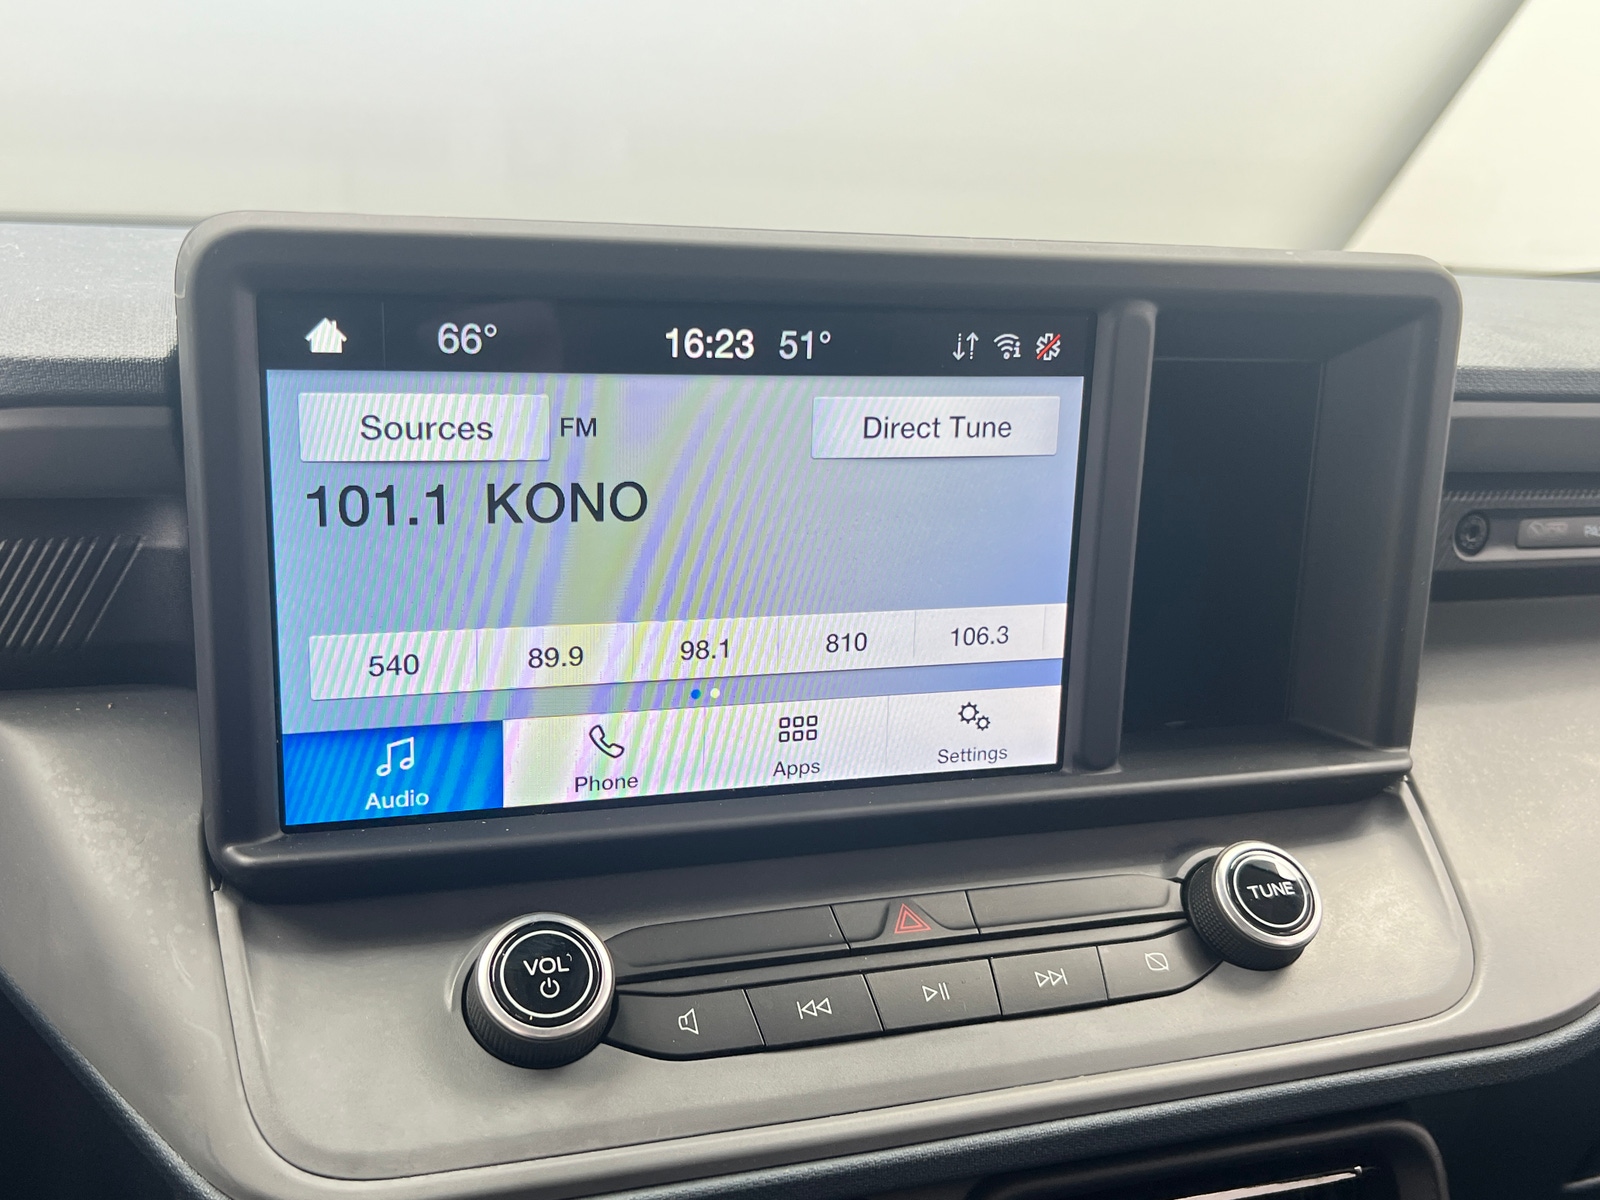 66° 16:23 51°
Sources FM Direct Tune
101.1 KONO
540 89.9 98.1 810 106.3
Audio Phone Apps Settings
VOL
TUNE